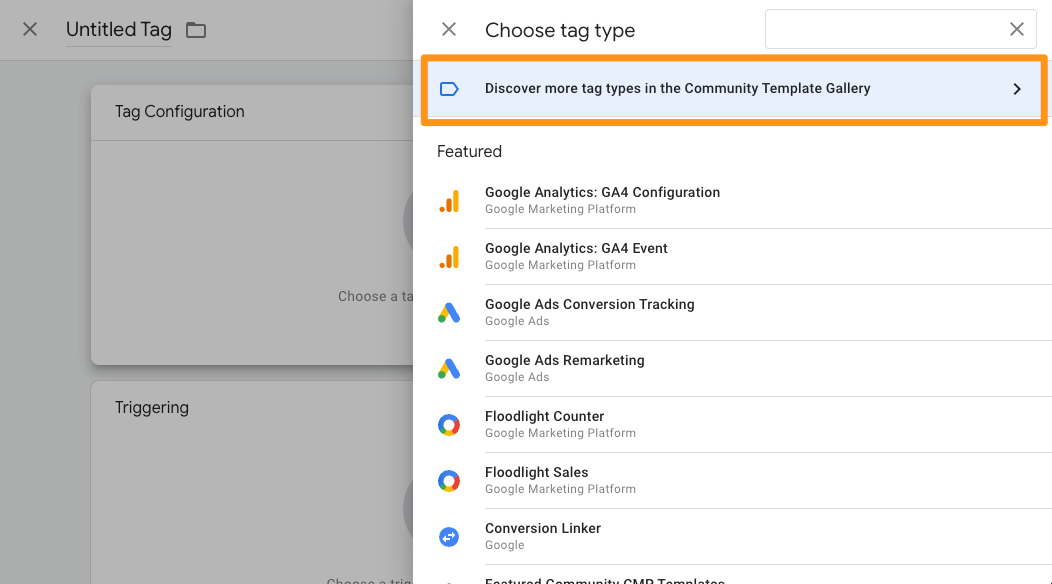 Untitled Tag
Choose tag type
Discover more tag types in the Community Template Gallery
Tag Configuration
Featured
Google Analytics: GA4 Configuration
Google Marketing Platform
Google Analytics: GA4 Event
Google Marketing Platform
Choose a ta
Google Ads Conversion Tracking
Google Ads
Google Ads Remarketing
Google Ads
Triggering
Floodlight Counter
Google Marketing Platform
Floodlight Sales
Google Marketing Platform
Conversion Linker
Google
Choose a trig
Featured Community CMP Templates